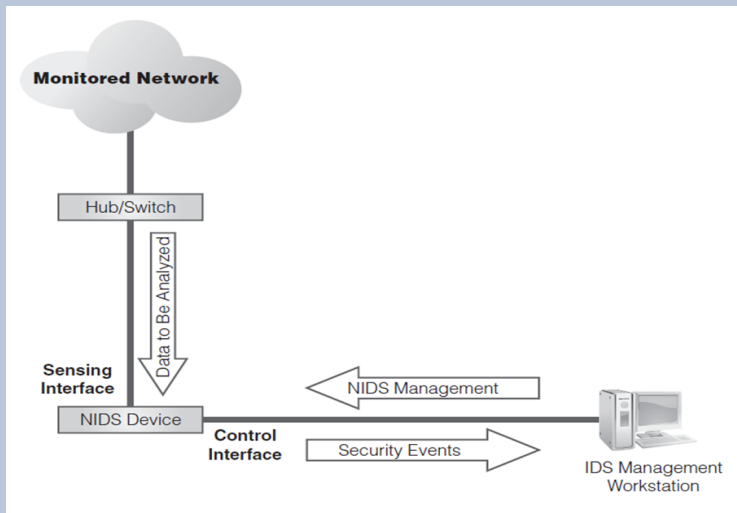 Monitored Network
Hub/Switch
Data to Be Analyzed
Sensing
Interface
NIDS Device
NIDS Management
Control
Interface
Security Events
IDS Management
Workstation